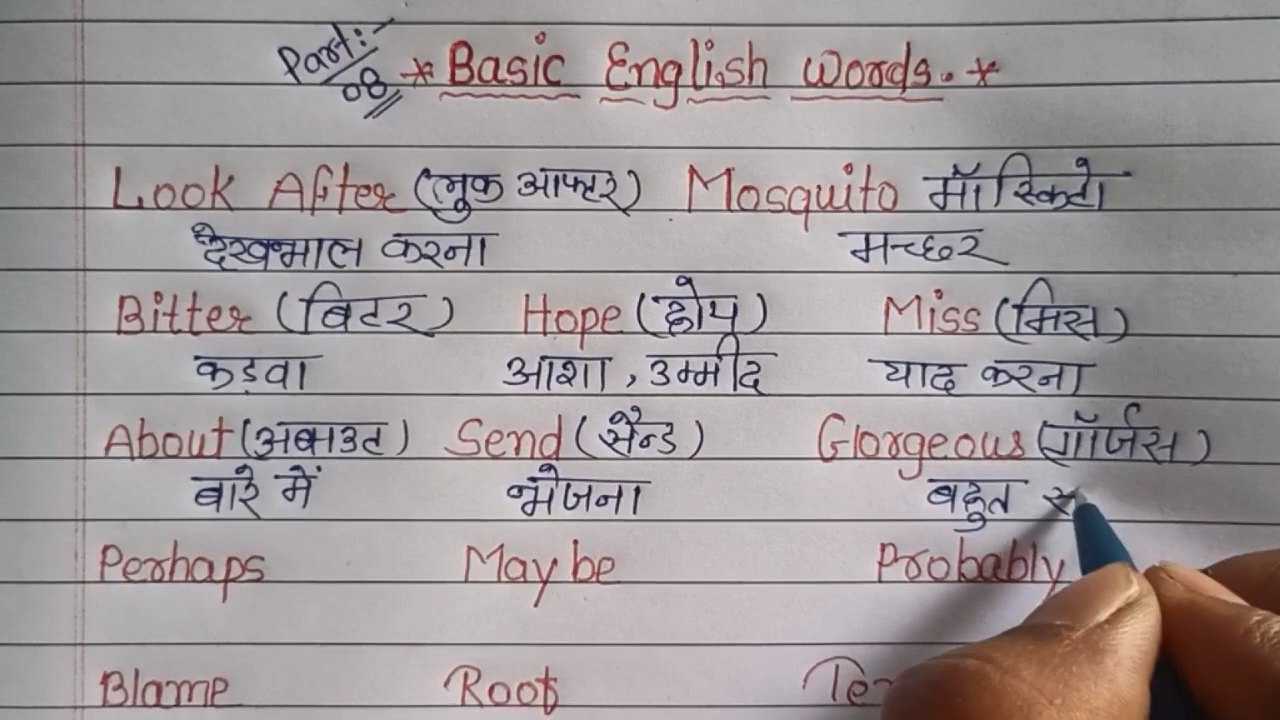 Part:- 08
* Basic English Words. *
Look After (लुक आफ्टर) Mosquito मॉस्किटो
देखभाल करना मच्छर
Bitter (बिटर) Hope (होप) Miss (मिस)
कड़वा आशा, उम्मीद याद करना
About (अबाउट) Send (सैन्ड) Gorgeous (गॉर्जस)
बारे में भेजना बहुत
Perhaps May be Probably
Blame Root